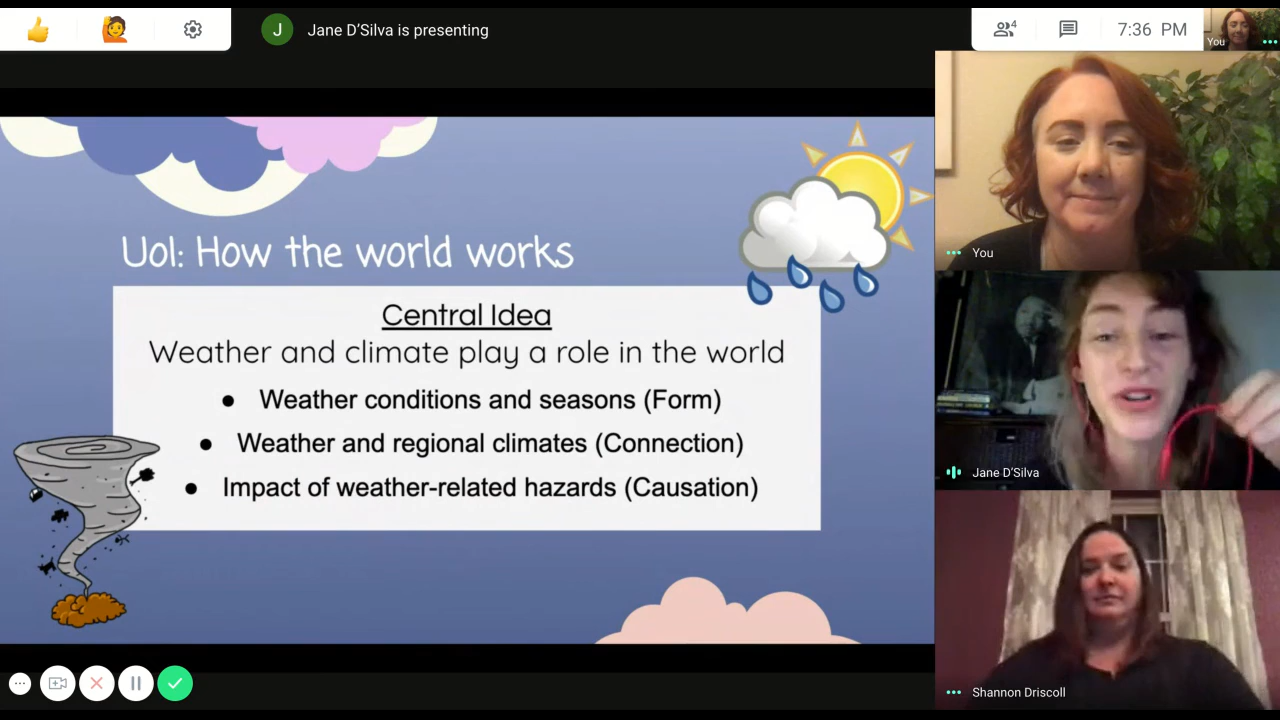 J
Jane D'Silva is presenting
4
7:36 PM
You
UoI: How the world works
Central Idea
Weather and climate play a role in the world
● Weather conditions and seasons (Form)
● Weather and regional climates (Connection)
● Impact of weather-related hazards (Causation)
You
Jane D'Silva
Shannon Driscoll